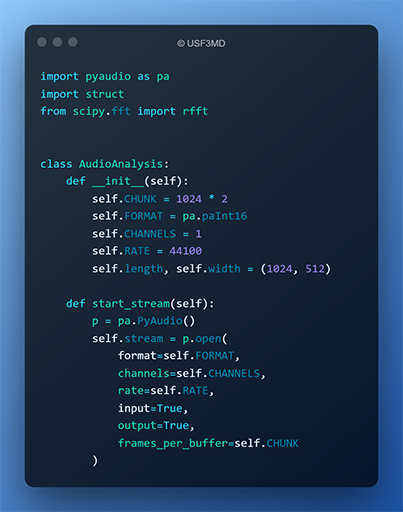 © USF3MD
import pyaudio as pa
import struct
from scipy.fft import rfft
class AudioAnalysis:
    def __init__(self):
        self.CHUNK = 1024 * 2
        self.FORMAT = pa.paInt16
        self.CHANNELS = 1
        self.RATE = 44100
        self.length, self.width = (1024, 512)
    def start_stream(self):
        p = pa.PyAudio()
        self.stream = p.open(
            format=self.FORMAT,
            channels=self.CHANNELS,
            rate=self.RATE,
            input=True,
            output=True,
            frames_per_buffer=self.CHUNK
        )